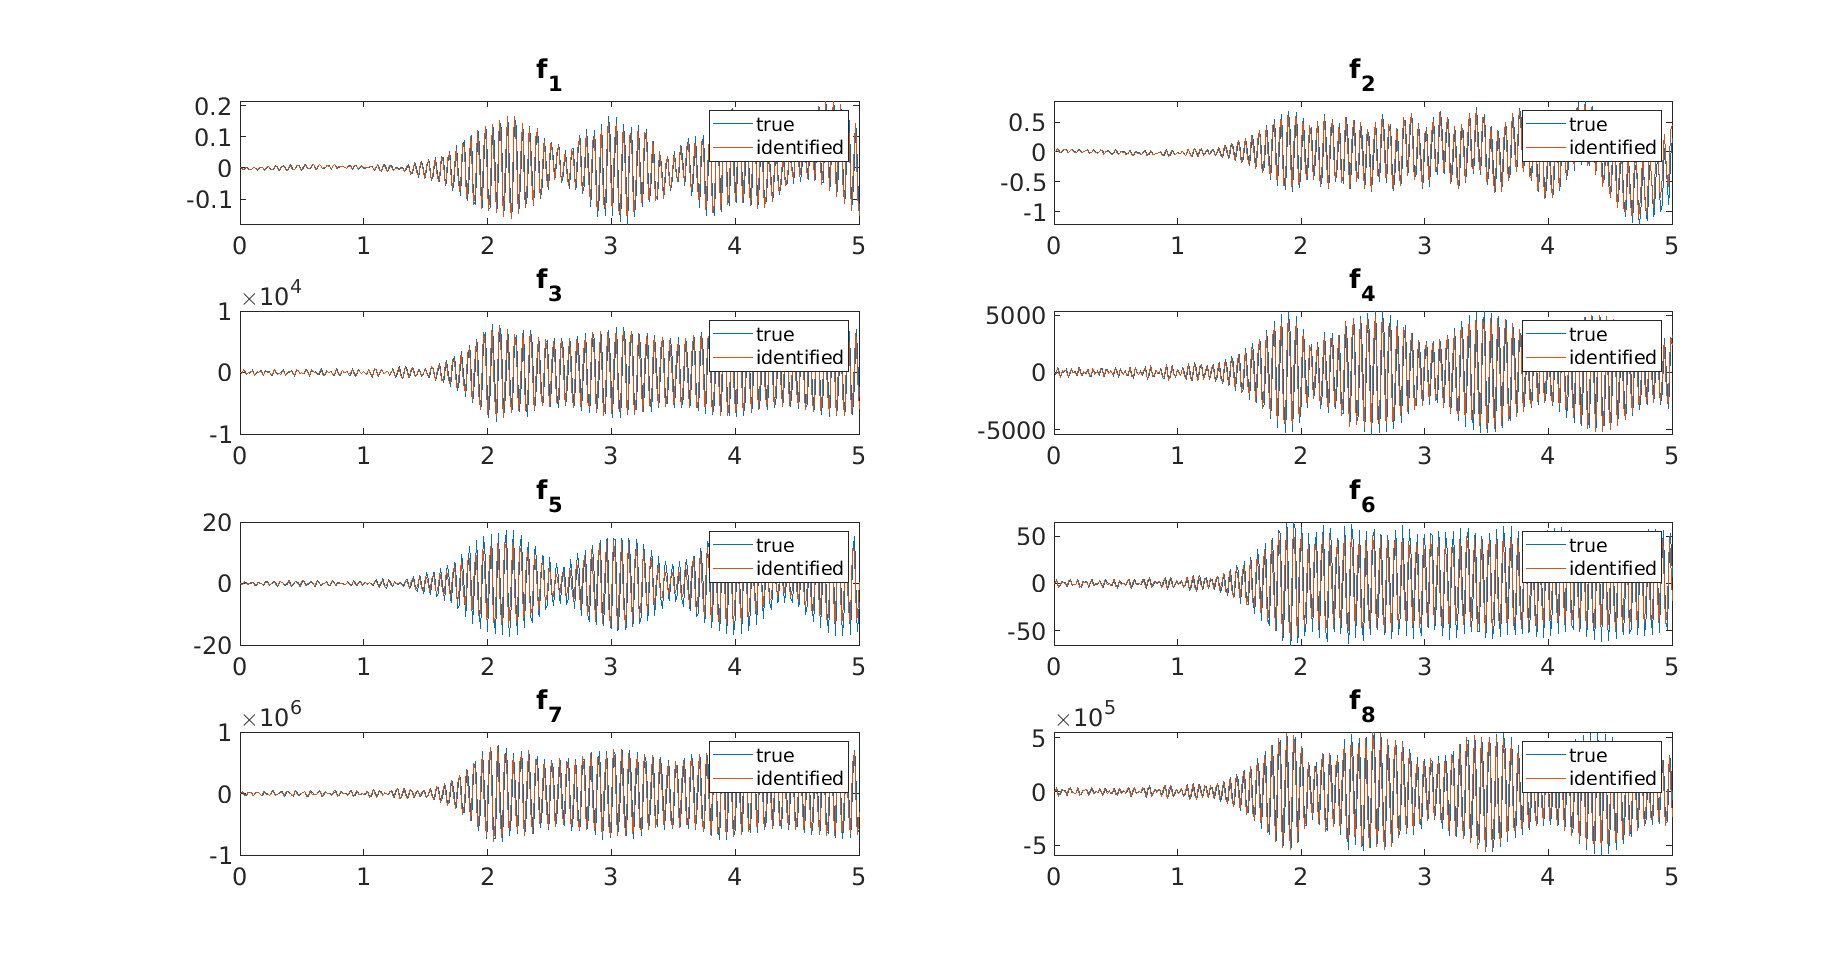 f1
0.2
0.1
0
-0.1
true
identified
0 1 2 3 4 5
f2
0.5
0
-0.5
-1
true
identified
0 1 2 3 4 5
f3
×10^4
1
0
-1
true
identified
0 1 2 3 4 5
f4
5000
0
-5000
true
identified
0 1 2 3 4 5
f5
20
0
-20
true
identified
0 1 2 3 4 5
f6
50
0
-50
true
identified
0 1 2 3 4 5
f7
×10^6
1
0
-1
true
identified
0 1 2 3 4 5
f8
×10^5
5
0
-5
true
identified
0 1 2 3 4 5